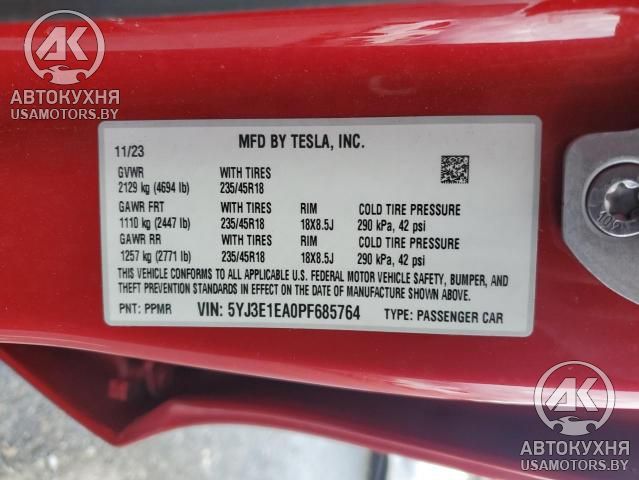 АК
АВТОКУХНЯ
USAMOTORS.BY
MFD BY TESLA, INC.
11/23
GVWR WITH TIRES
2129 kg (4694 lb) 235/45R18
GAWR FRT WITH TIRES RIM COLD TIRE PRESSURE
1110 kg (2447 lb) 235/45R18 18X8.5J 290 kPa, 42 psi
GAWR RR WITH TIRES RIM COLD TIRE PRESSURE
1257 kg (2771 lb) 235/45R18 18X8.5J 290 kPa, 42 psi
THIS VEHICLE CONFORMS TO ALL APPLICABLE U.S. FEDERAL MOTOR VEHICLE SAFETY, BUMPER, AND
THEFT PREVENTION STANDARDS IN EFFECT ON THE DATE OF MANUFACTURE SHOWN ABOVE.
PNT: PPMR VIN: 5YJ3E1EA0PF685764 TYPE: PASSENGER CAR
10.9
АК
АВТОКУХНЯ
USAMOTORS.BY